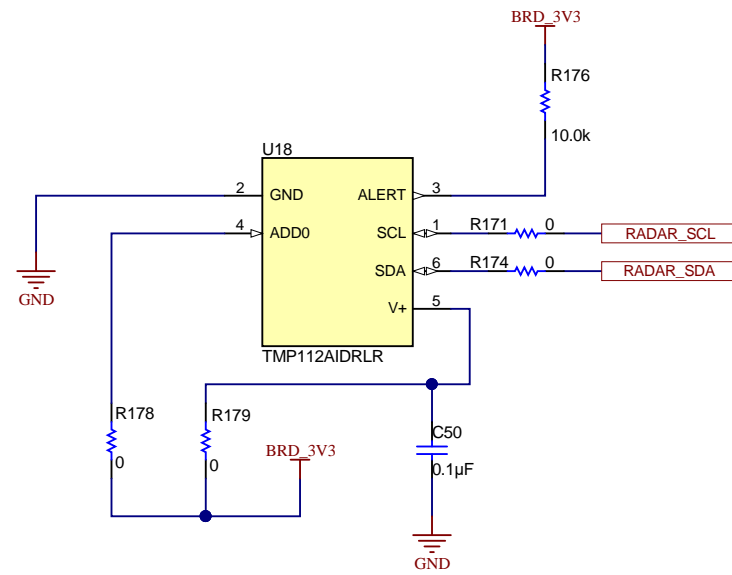 BRD_3V3
R176
10.0k
U18
2 GND ALERT 3
4 ADD0 SCL 1 R171 0 RADAR_SCL
SDA 6 R174 0 RADAR_SDA
V+ 5
GND
TMP112AIDRLR
R178 R179
C50
BRD_3V3
0 0 0.1µF
GND